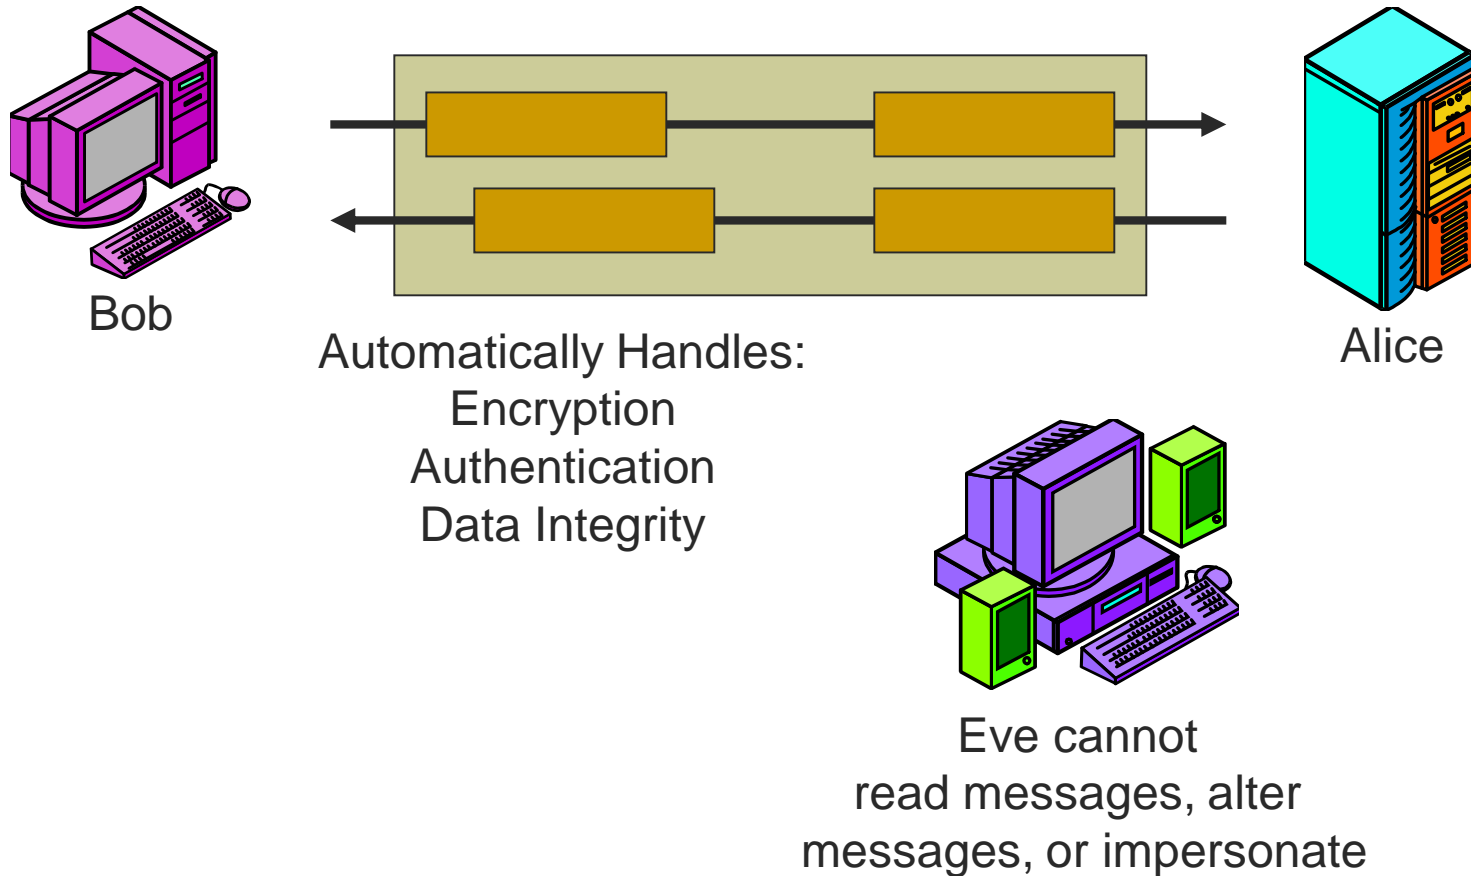 Bob
Alice
Automatically Handles:
Encryption
Authentication
Data Integrity
Eve cannot
read messages, alter
messages, or impersonate